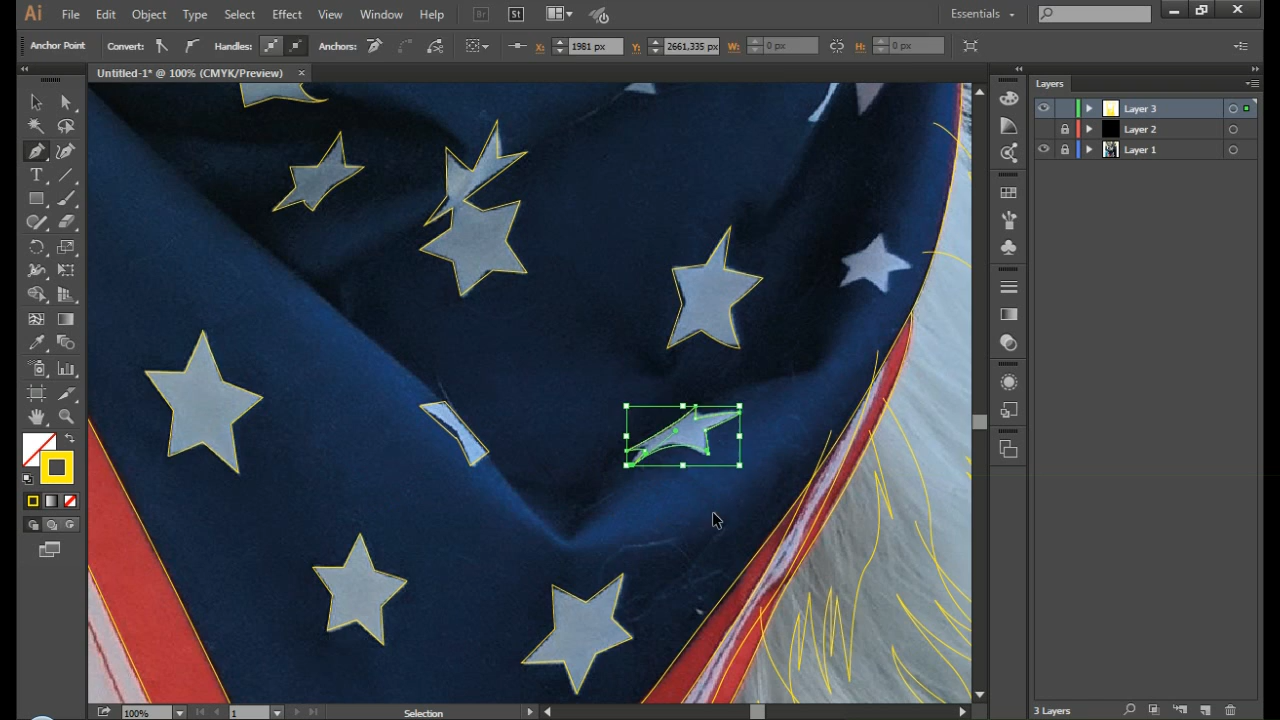 Ai File Edit Object Type Select Effect View Window Help Br St Essentials
Anchor Point Convert: Handles: Anchors: X: 1981 px Y: 2661,335 px W: 0 px H: 0 px
Untitled-1* @ 100% (CMYK/Preview)
Layers
Layer 3
Layer 2
Layer 1
100% 1 Selection 3 Layers